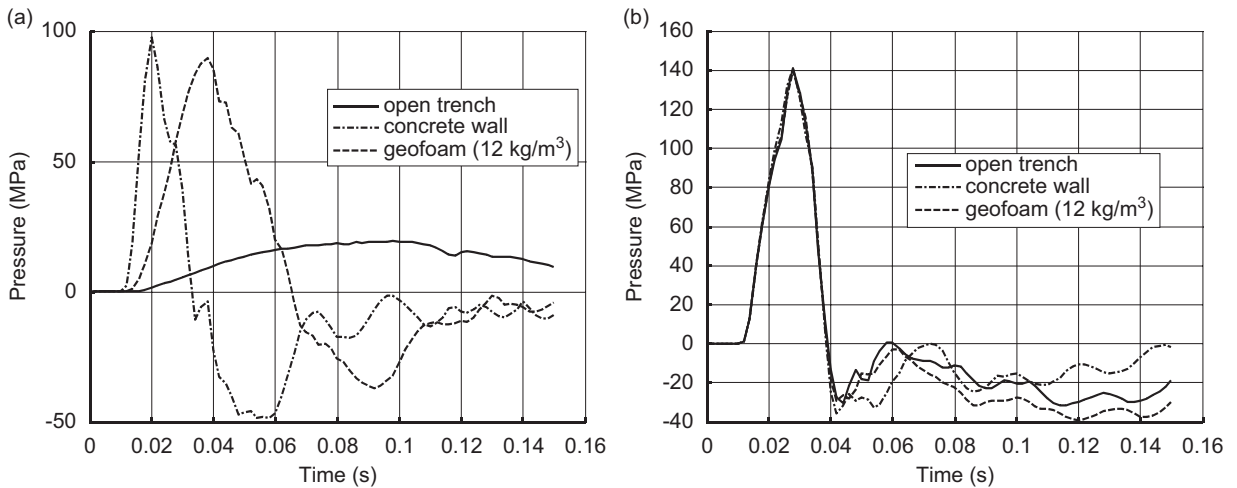 (a)
100
50
0
-50
Pressure (MPa)
open trench
concrete wall
geofoam (12 kg/m³)
0 0.02 0.04 0.06 0.08 0.1 0.12 0.14 0.16
Time (s)
(b)
160
140
120
100
80
60
40
20
0
-20
-40
Pressure (MPa)
open trench
concrete wall
geofoam (12 kg/m³)
0 0.02 0.04 0.06 0.08 0.1 0.12 0.14 0.16
Time (s)